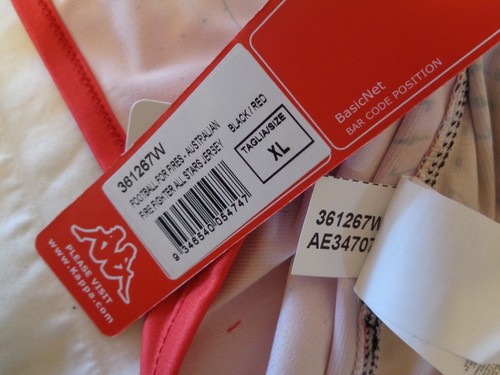 361267W
FOOTBALL FOR FIRES - AUSTRALIAN
FIRE FIGHTER ALL STARS JERSEY
BLACK / RED
TAGLIA/SIZE
XL
9 346540 054747
BasicNet
BAR CODE POSITION
PLEASE VISIT
www.kappa.com
361267W
AE34707